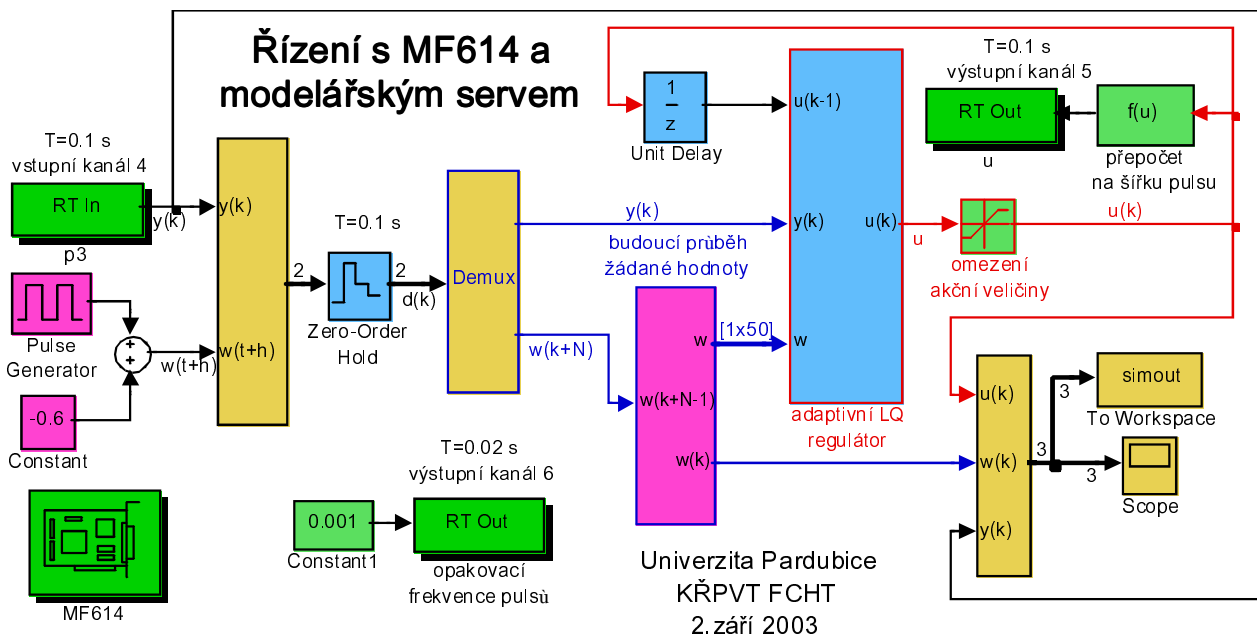 Řízení s MF614 a
modelářským servem
T=0.1 s
vstupní kanál 4
RT In
y(k)
p3
y(k)
w(t+h)
Pulse
Generator
+
+
w(t+h)
-0.6
Constant
MF614
2
T=0.1 s
Zero-Order
Hold
2
d(k)
Demux
y(k)
w(k+N)
budoucí průběh
žádané hodnoty
w(k+N-1)
w
w(k)
[1x50]
1
z
Unit Delay
u(k-1)
y(k)
w
u(k)
adaptivní LQ
regulátor
u
omezení
akční veličiny
u(k)
T=0.1 s
výstupní kanál 5
RT Out
u
f(u)
přepočet
na šířku pulsu
u(k)
w(k)
y(k)
3
3
3
simout
To Workspace
Scope
T=0.02 s
výstupní kanál 6
0.001
Constant1
RT Out
opakovací
frekvence pulsů
Univerzita Pardubice
KŘPVT FCHT
2.září 2003